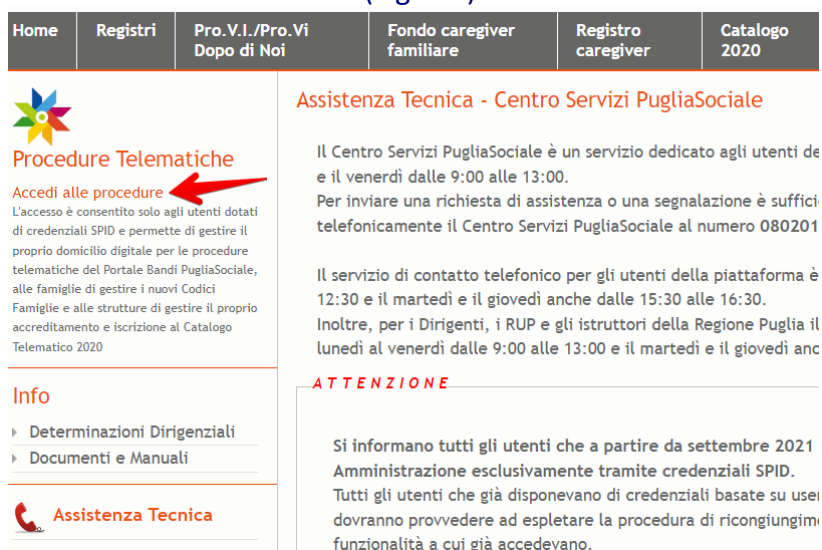 Home
Registri
Pro.V.I./Pro.Vi
Dopo di Noi
Fondo caregiver
familiare
Registro
caregiver
Catalogo
2020
Procedure Telematiche
Accedi alle procedure
L'accesso è consentito solo agli utenti dotati
di credenziali SPID e permette di gestire il
proprio domicilio digitale per le procedure
telematiche del Portale Bandi PugliaSociale,
alle famiglie di gestire i nuovi Codici
Famiglie e alle strutture di gestire il proprio
accreditamento e iscrizione al Catalogo
Telematico 2020
Info
Determinazioni Dirigenziali
Documenti e Manuali
Assistenza Tecnica
Assistenza Tecnica - Centro Servizi PugliaSociale
Il Centro Servizi PugliaSociale è un servizio dedicato agli utenti de
e il venerdì dalle 9:00 alle 13:00.
Per inviare una richiesta di assistenza o una segnalazione è suffici
telefonicamente il Centro Servizi PugliaSociale al numero 080201
Il servizio di contatto telefonico per gli utenti della piattaforma è
12:30 e il martedì e il giovedì anche dalle 15:30 alle 16:30.
Inoltre, per i Dirigenti, i RUP e gli istruttori della Regione Puglia il
lunedì al venerdì dalle 9:00 alle 13:00 e il martedì e il giovedì anc
ATTENZIONE
Si informano tutti gli utenti che a partire da settembre 2021
Amministrazione esclusivamente tramite credenziali SPID.
Tutti gli utenti che già disponevano di credenziali basate su user
dovranno provvedere ad espletare la procedura di ricongiungime
funzionalità a cui già accedevano.